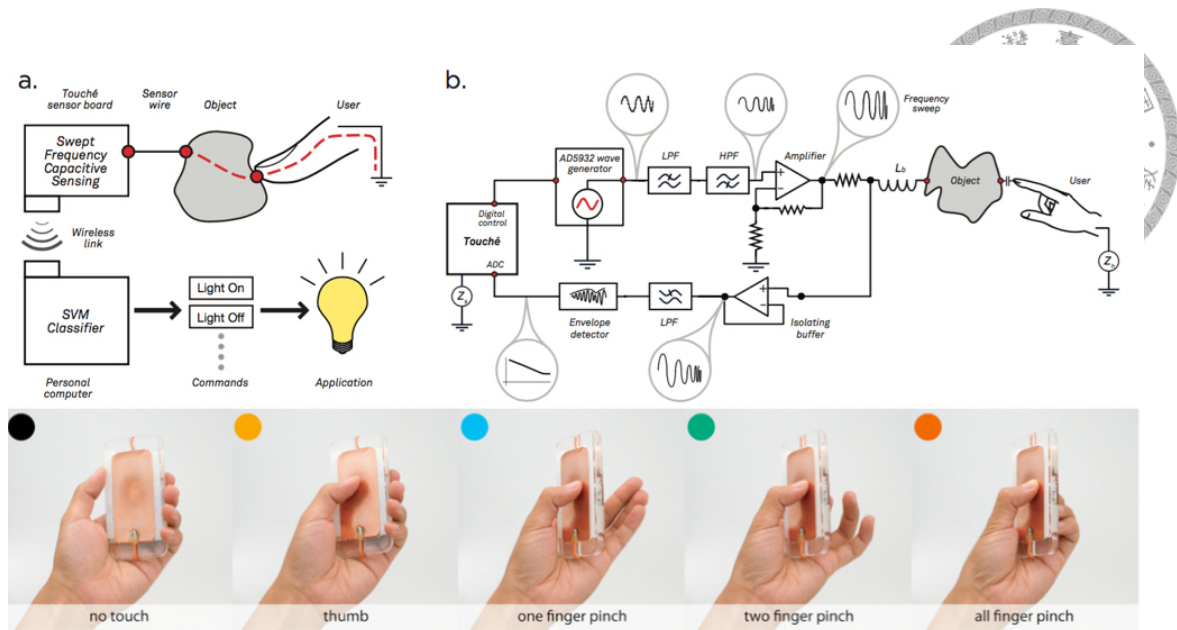 a.
Touché
sensor board
Sensor
wire
Object
User
Swept
Frequency
Capacitive
Sensing
Wireless
link
SVM
Classifier
Light On
Light Off
Personal
computer
Commands
Application
b.
Frequency
sweep
AD5932 wave
generator
LPF
HPF
Amplifier
Lb
Object
User
Digital
control
Touché
ADC
Zs
Zh
Envelope
detector
LPF
Isolating
buffer
no touch
thumb
one finger pinch
two finger pinch
all finger pinch